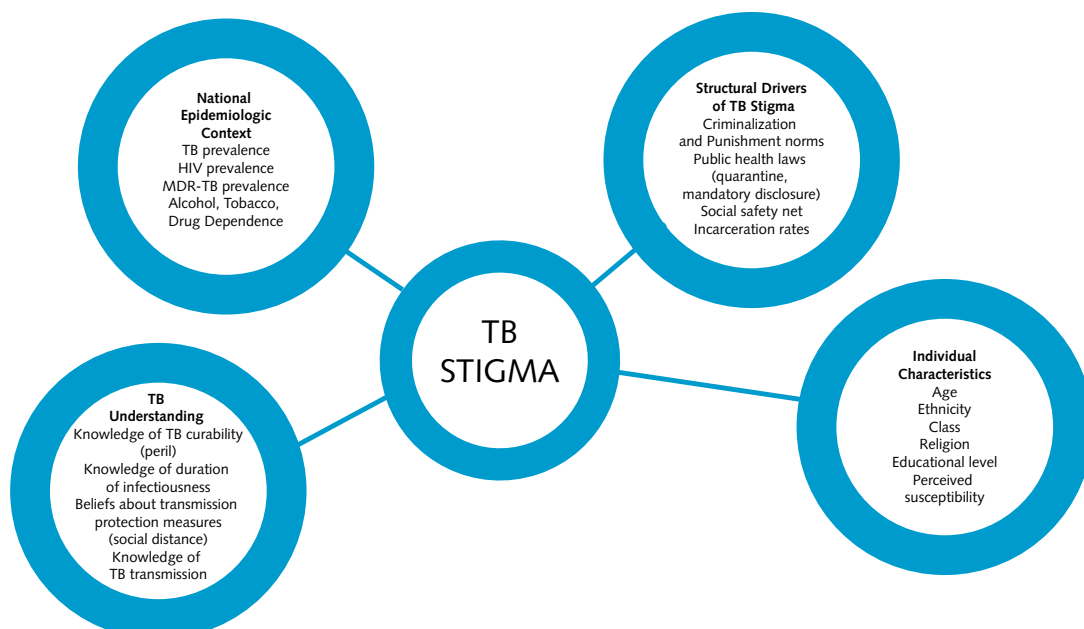 National
Epidemiologic
Context
TB prevalence
HIV prevalence
MDR-TB prevalence
Alcohol, Tobacco,
Drug Dependence
Structural Drivers
of TB Stigma
Criminalization
and Punishment norms
Public health laws
(quarantine,
mandatory disclosure)
Social safety net
Incarceration rates
TB
STIGMA
TB
Understanding
Knowledge of TB curability
(peril)
Knowledge of duration
of infectiousness
Beliefs about transmission
protection measures
(social distance)
Knowledge of
TB transmission
Individual
Characteristics
Age
Ethnicity
Class
Religion
Educational level
Perceived
susceptibility